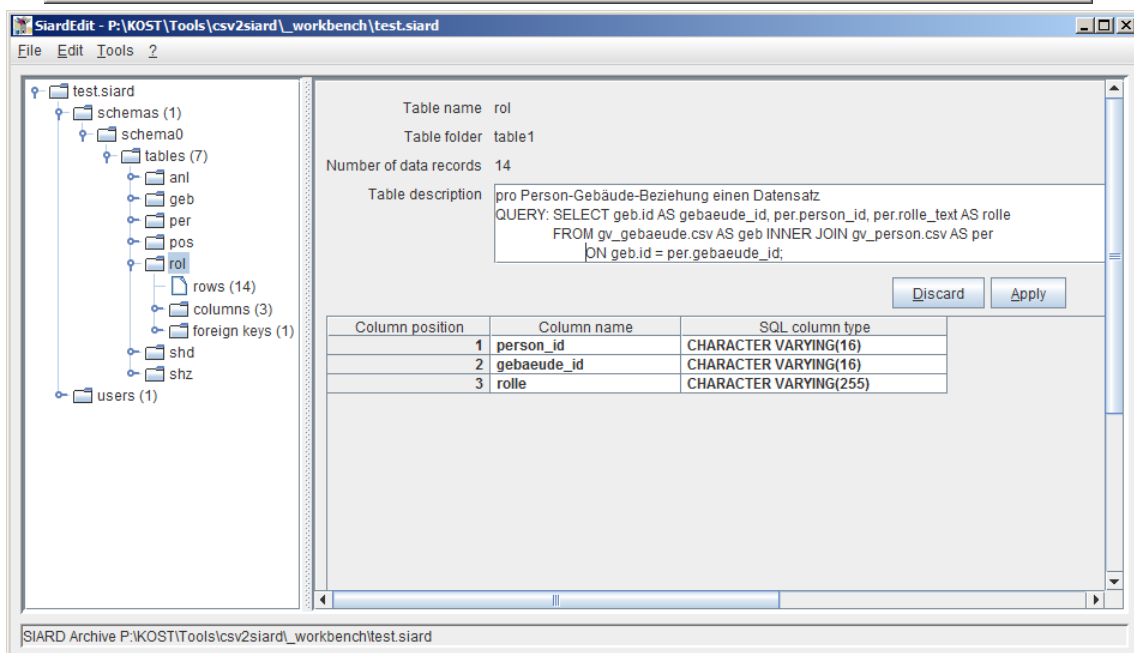 SiardEdit - P:\KOST\Tools\csv2siard\_workbench\test.siard
File Edit Tools ?
test.siard
schemas (1)
schema0
tables (7)
anl
geb
per
pos
rol
rows (14)
columns (3)
foreign keys (1)
shd
shz
users (1)
Table name rol
Table folder table1
Number of data records 14
Table description pro Person-Gebäude-Beziehung einen Datensatz
QUERY: SELECT geb.id AS gebaeude_id, per.person_id, per.rolle_text AS rolle
FROM gv_gebaeude.csv AS geb INNER JOIN gv_person.csv AS per
ON geb.id = per.gebaeude_id;
Discard Apply
Column position Column name SQL column type
1 person_id CHARACTER VARYING(16)
2 gebaeude_id CHARACTER VARYING(16)
3 rolle CHARACTER VARYING(255)
SIARD Archive P:\KOST\Tools\csv2siard\_workbench\test.siard